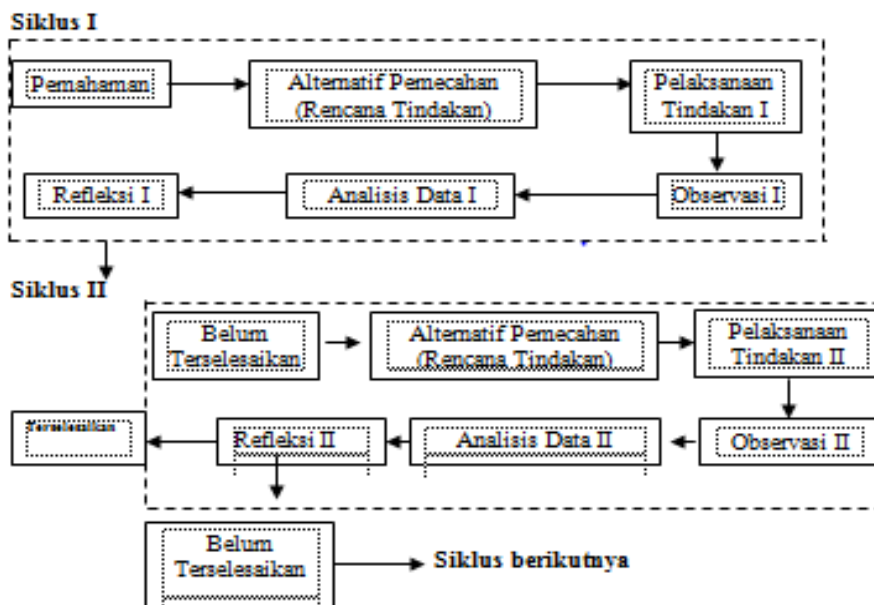 Siklus I
Pemahaman
Alternatif Pemecahan
(Rencana Tindakan)
Pelaksanaan
Tindakan I
Refleksi I
Analisis Data I
Observasi I
Siklus II
Belum
Terselesaikan
Alternatif Pemecahan
(Rencana Tindakan)
Pelaksanaan
Tindakan II
Terselesaikan
Refleksi II
Analisis Data II
Observasi II
Belum
Terselesaikan
Siklus berikutnya